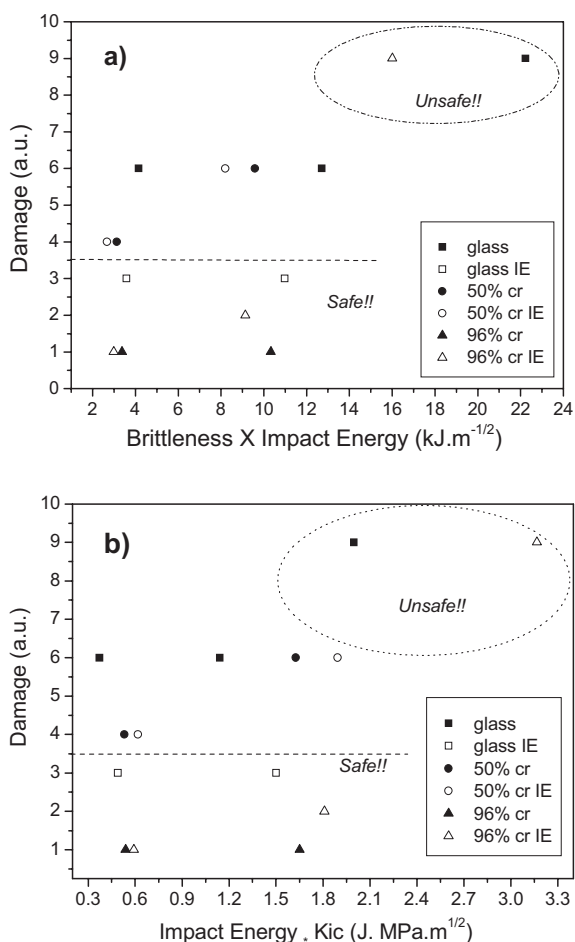 a)
10
9
8
7
6
5
4
3
2
1
0
Damage (a.u.)
Unsafe!!
Safe!!
glass
glass IE
50% cr
50% cr IE
96% cr
96% cr IE
2 4 6 8 10 12 14 16 18 20 22 24
Brittleness X Impact Energy (kJ.m-1/2)
b)
10
9
8
7
6
5
4
3
2
1
Damage (a.u.)
Unsafe!!
Safe!!
glass
glass IE
50% cr
50% cr IE
96% cr
96% cr IE
0.3 0.6 0.9 1.2 1.5 1.8 2.1 2.4 2.7 3.0 3.3
Impact Energy * Kic (J. MPa.m1/2)